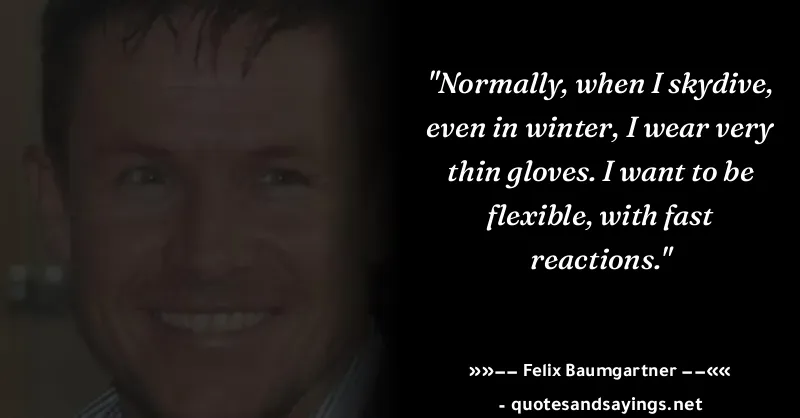 "Normally, when I skydive,
even in winter, I wear very
thin gloves. I want to be
flexible, with fast
reactions."
»»−− Felix Baumgartner −−««
- quotesandsayings.net